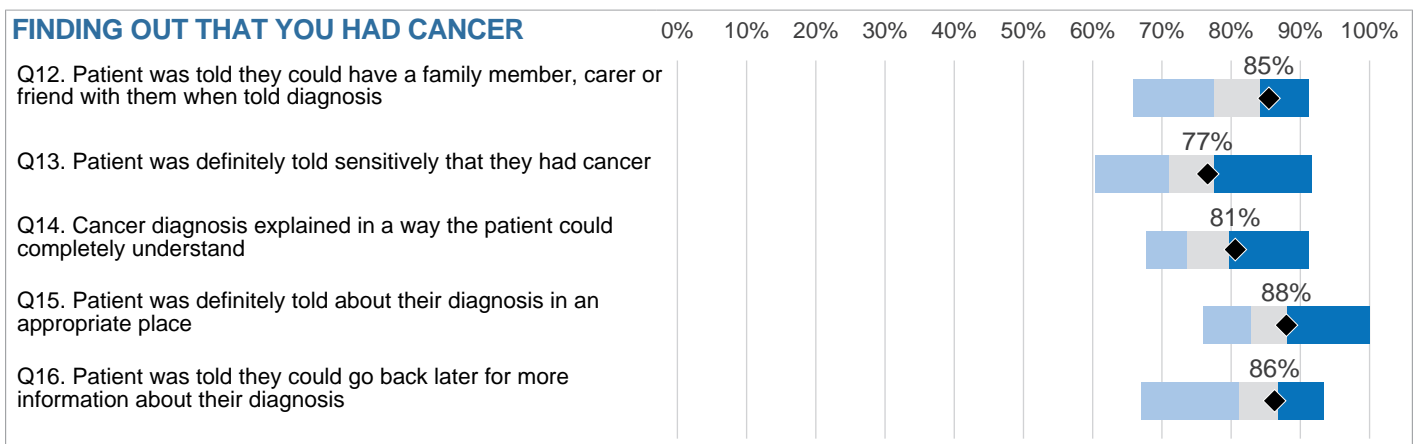 FINDING OUT THAT YOU HAD CANCER 0% 10% 20% 30% 40% 50% 60% 70% 80% 90% 100%
Q12. Patient was told they could have a family member, carer or
friend with them when told diagnosis
85%
Q13. Patient was definitely told sensitively that they had cancer
77%
Q14. Cancer diagnosis explained in a way the patient could
completely understand
81%
Q15. Patient was definitely told about their diagnosis in an
appropriate place
88%
Q16. Patient was told they could go back later for more
information about their diagnosis
86%